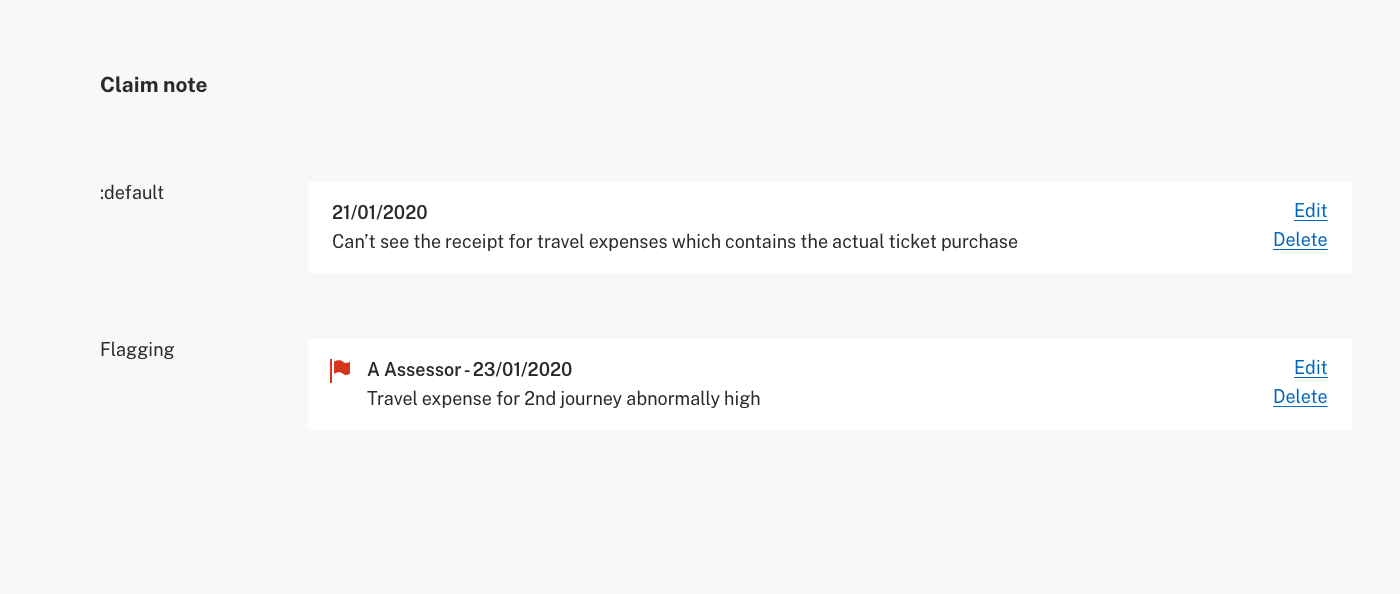 Claim note
:default
21/01/2020
Edit
Can’t see the receipt for travel expenses which contains the actual ticket purchase
Delete
Flagging
A Assessor - 23/01/2020
Edit
Travel expense for 2nd journey abnormally high
Delete